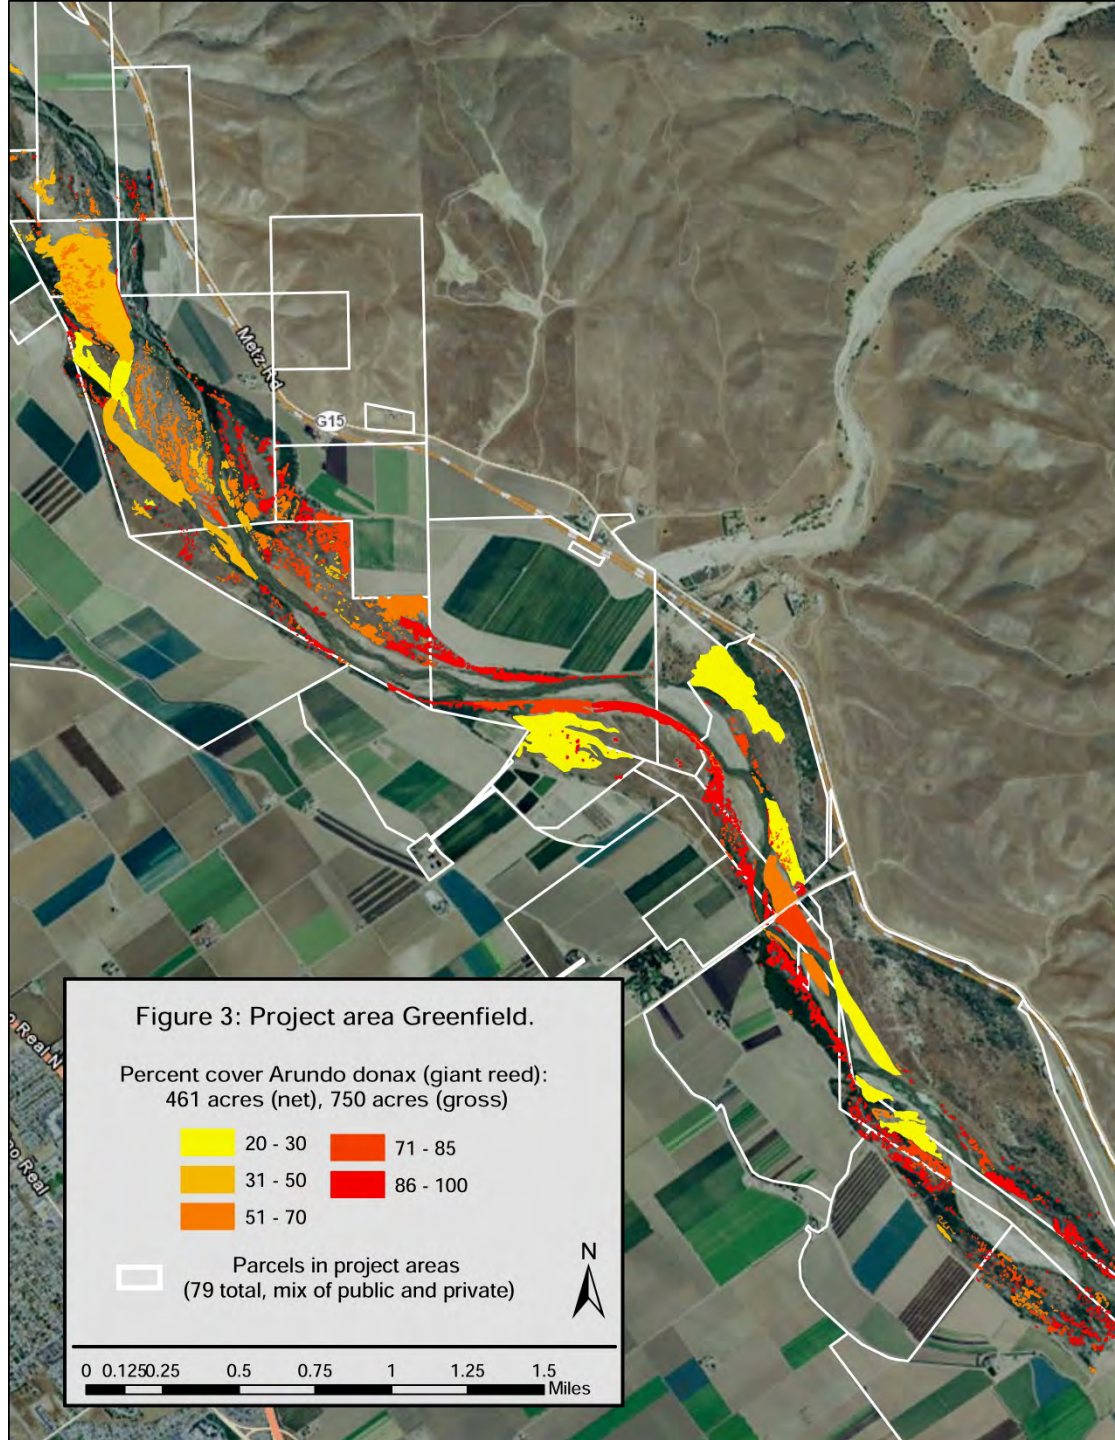 Metz Rd
G15
Figure 3: Project area Greenfield.
Percent cover Arundo donax (giant reed):
461 acres (net), 750 acres (gross)
20 - 30
71 - 85
31 - 50
86 - 100
51 - 70
Parcels in project areas
(79 total, mix of public and private)
N
0 0.125 0.25 0.5 0.75 1 1.25 1.5
Miles
Real N
Real